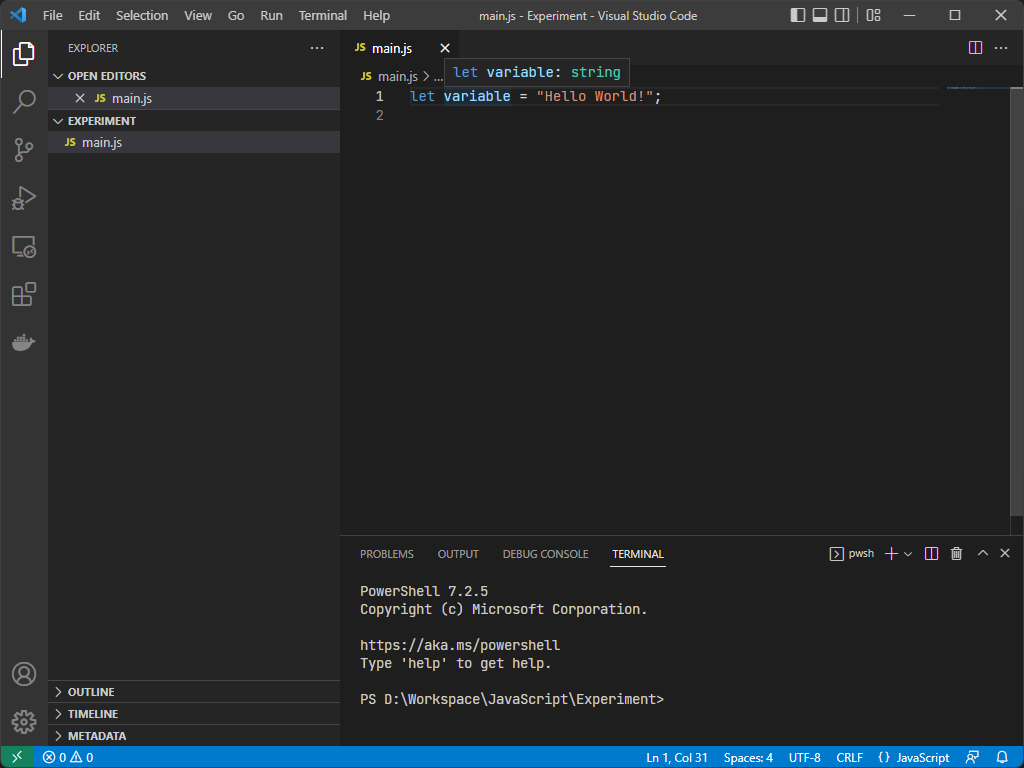 File Edit Selection View Go Run Terminal Help main.js - Experiment - Visual Studio Code
EXPLORER
OPEN EDITORS
JS main.js
EXPERIMENT
JS main.js
OUTLINE
TIMELINE
METADATA
JS main.js
JS main.js > ...
let variable: string
1 let variable = "Hello World!";
2
PROBLEMS OUTPUT DEBUG CONSOLE TERMINAL pwsh
PowerShell 7.2.5
Copyright (c) Microsoft Corporation.
https://aka.ms/powershell
Type 'help' to get help.
PS D:\Workspace\JavaScript\Experiment>
0 0 Ln 1, Col 31 Spaces: 4 UTF-8 CRLF {} JavaScript